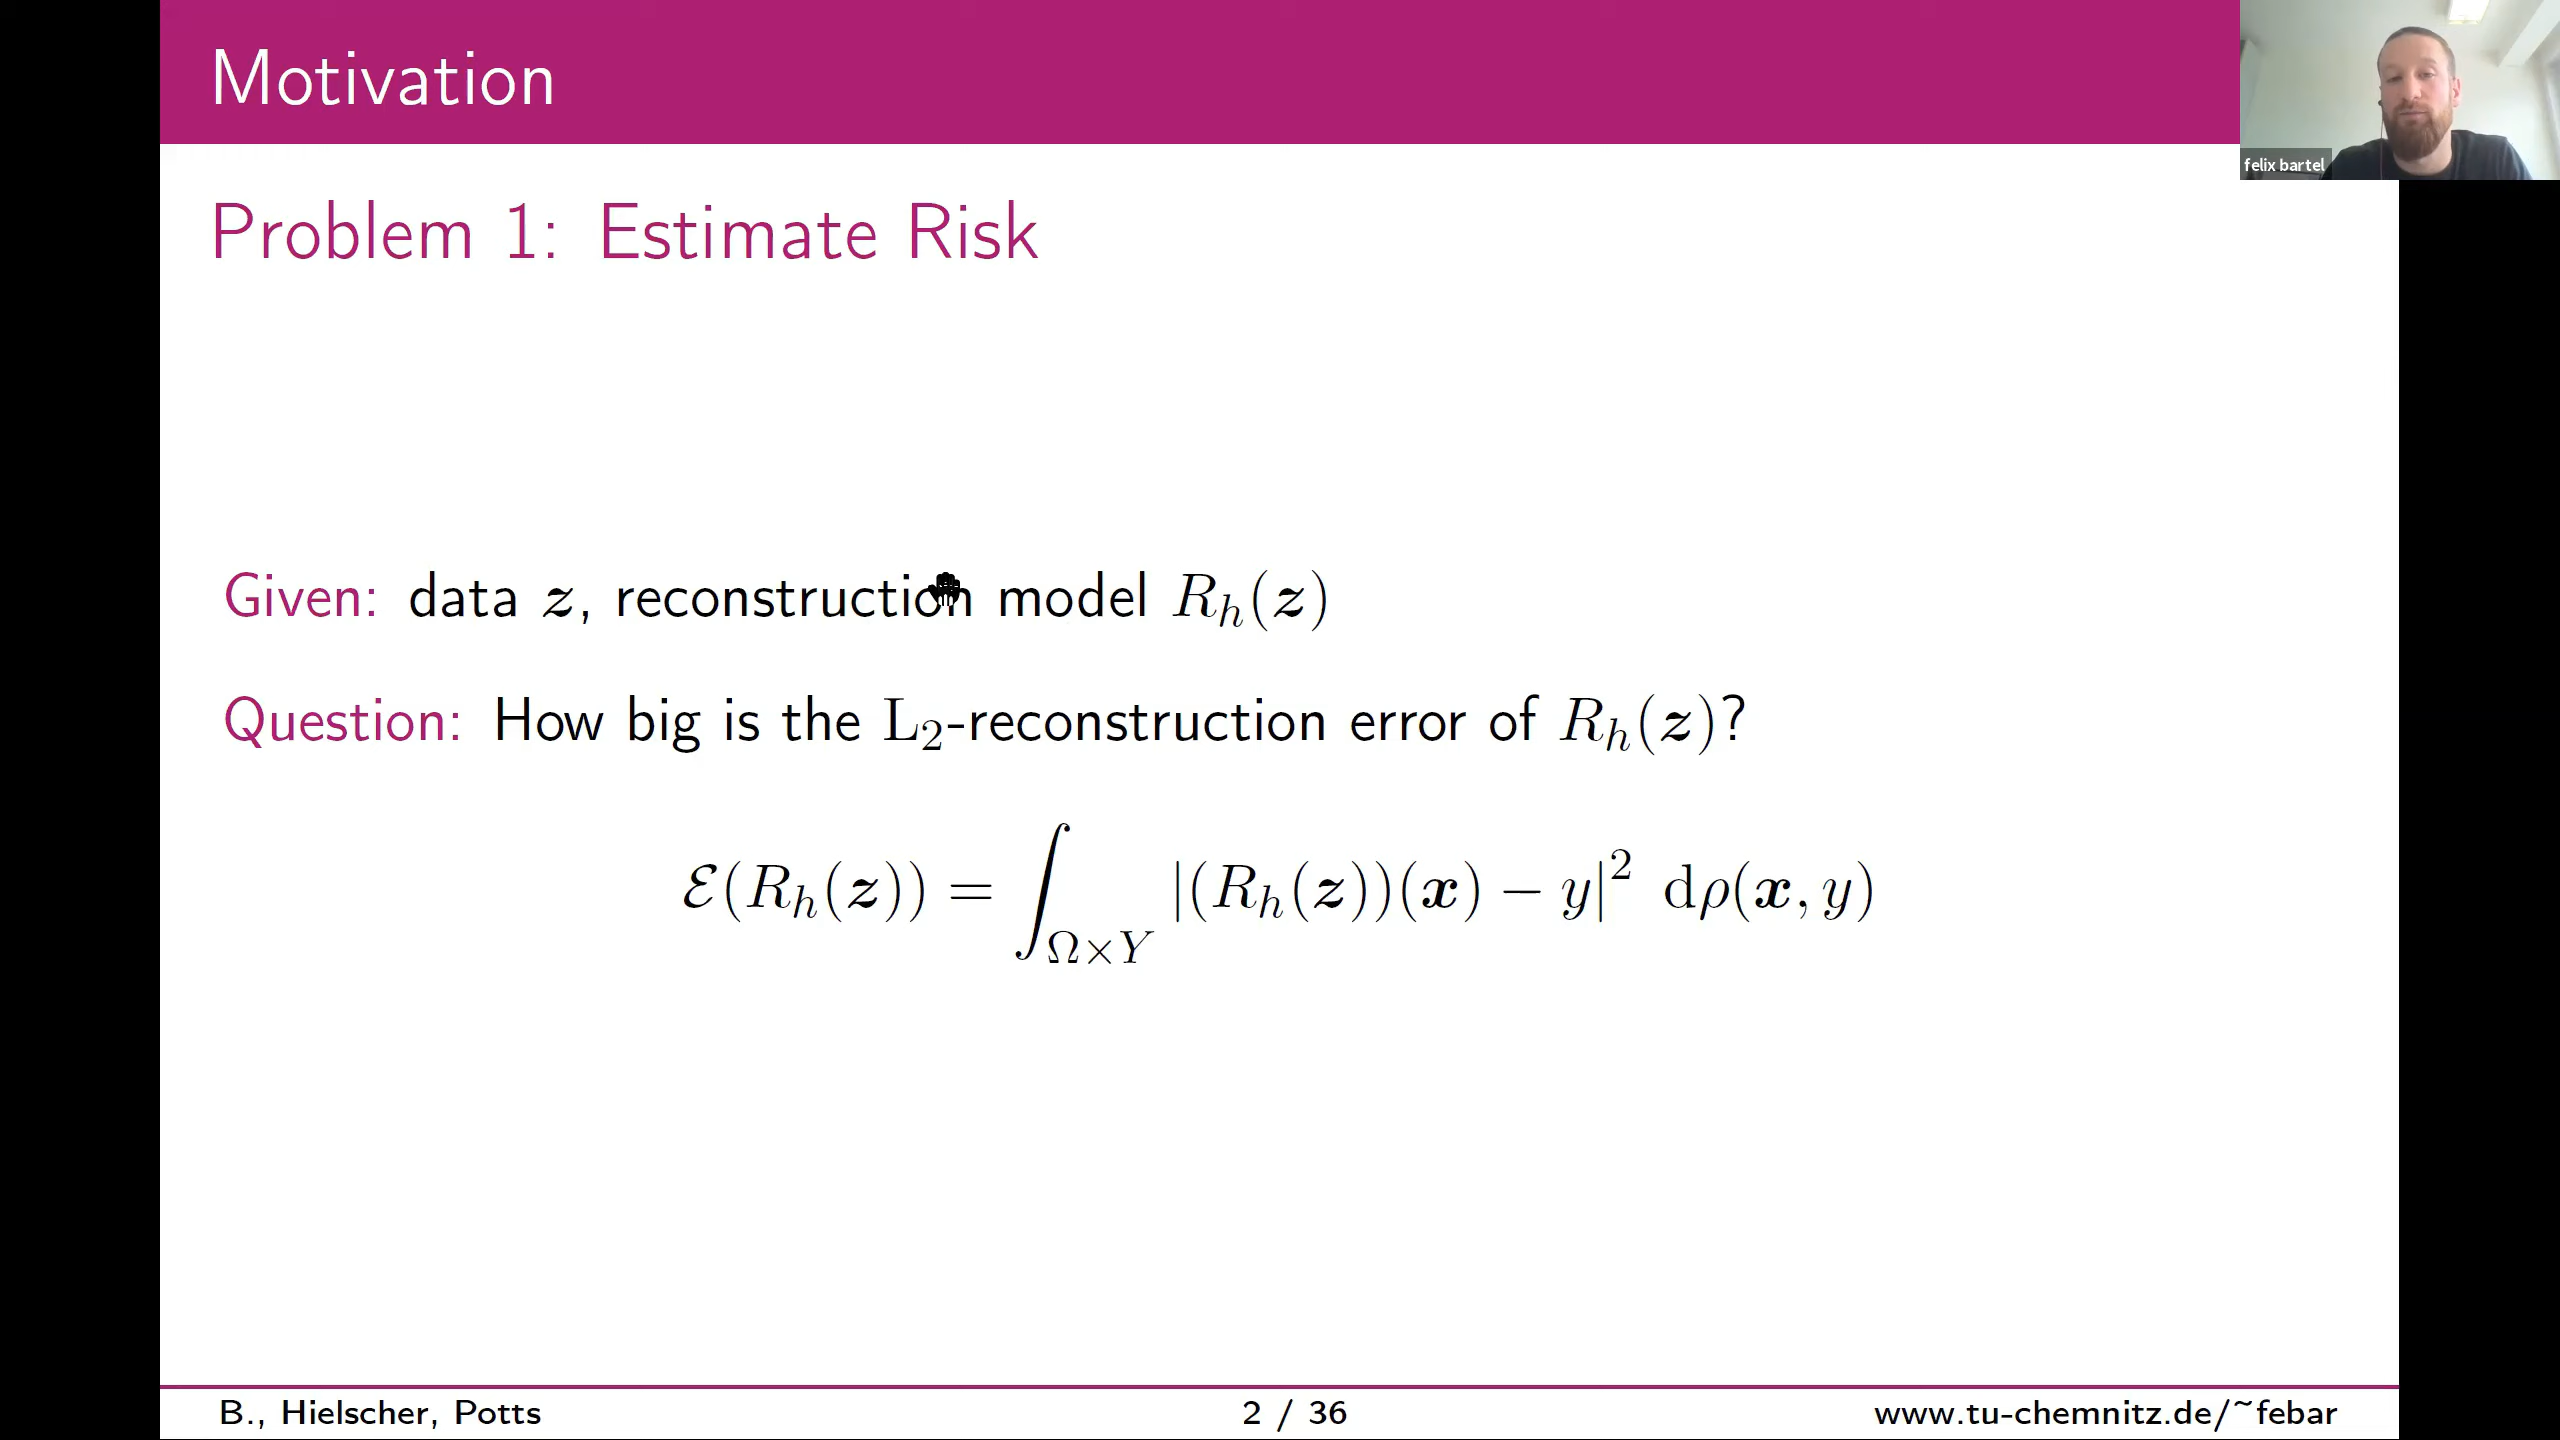 Motivation
felix bartel
Problem 1: Estimate Risk
Given: data z, reconstruction model R_h(z)
Question: How big is the L_2-reconstruction error of R_h(z)?
ℰ(R_h(z)) = ∫_{Ω×Y} |(R_h(z))(x) − y|^2 dρ(x, y)
B., Hielscher, Potts
2 / 36
www.tu-chemnitz.de/~febar